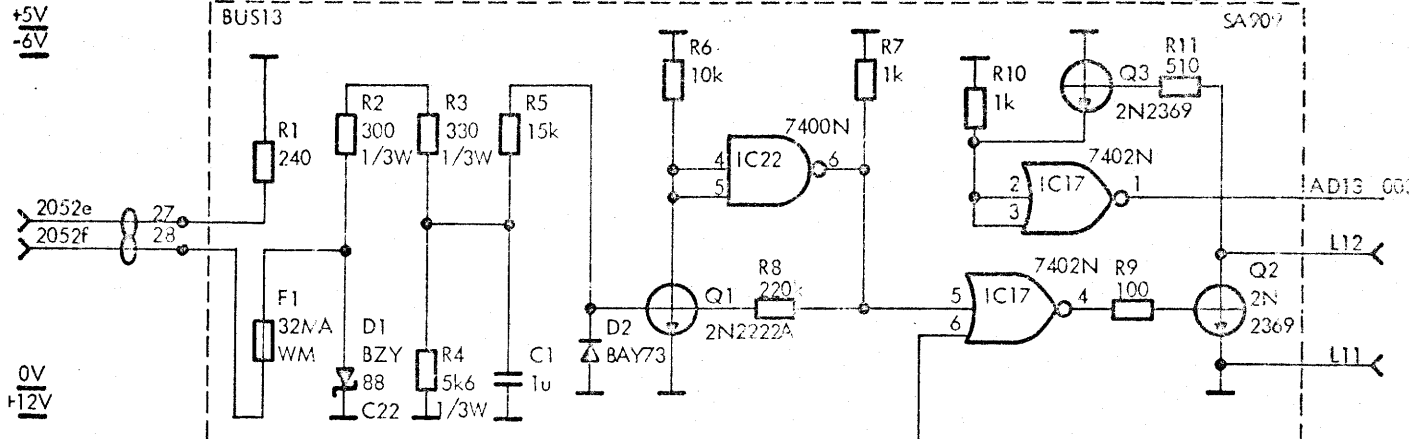 +5V
-6V
BUS13
SA909
R1
240
R2
300
1/3W
R3
330
1/3W
R5
15k
R6
10k
R7
1k
R10
1k
Q3
2N2369
R11
510
7400N
IC22
4
5
6
7402N
IC17
2
3
1
AD13
2052e
27
2052f
28
F1
32MA
WM
D1
BZY
88
C22
R4
5k6
1/3W
C1
1u
D2
BAY73
Q1
2N2222A
R8
220k
7402N
IC17
5
6
4
R9
100
Q2
2N
2369
L12
L11
0V
+12V